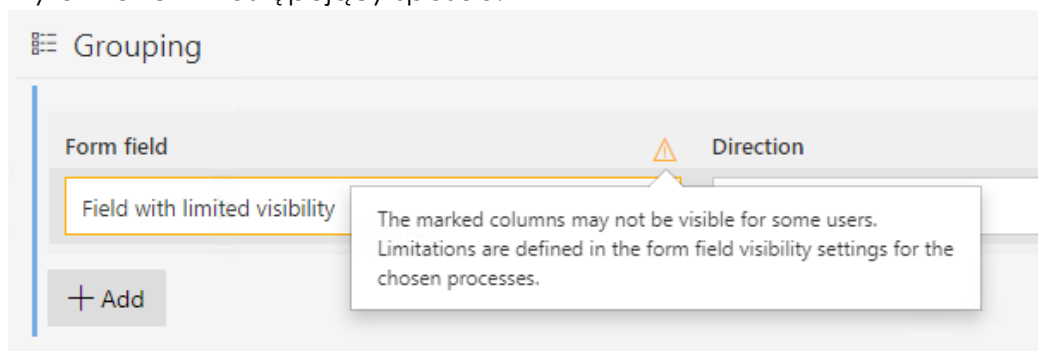 Grouping
Form field
Direction
Field with limited visibility
The marked columns may not be visible for some users.
Limitations are defined in the form field visibility settings for the
chosen processes.
+ Add